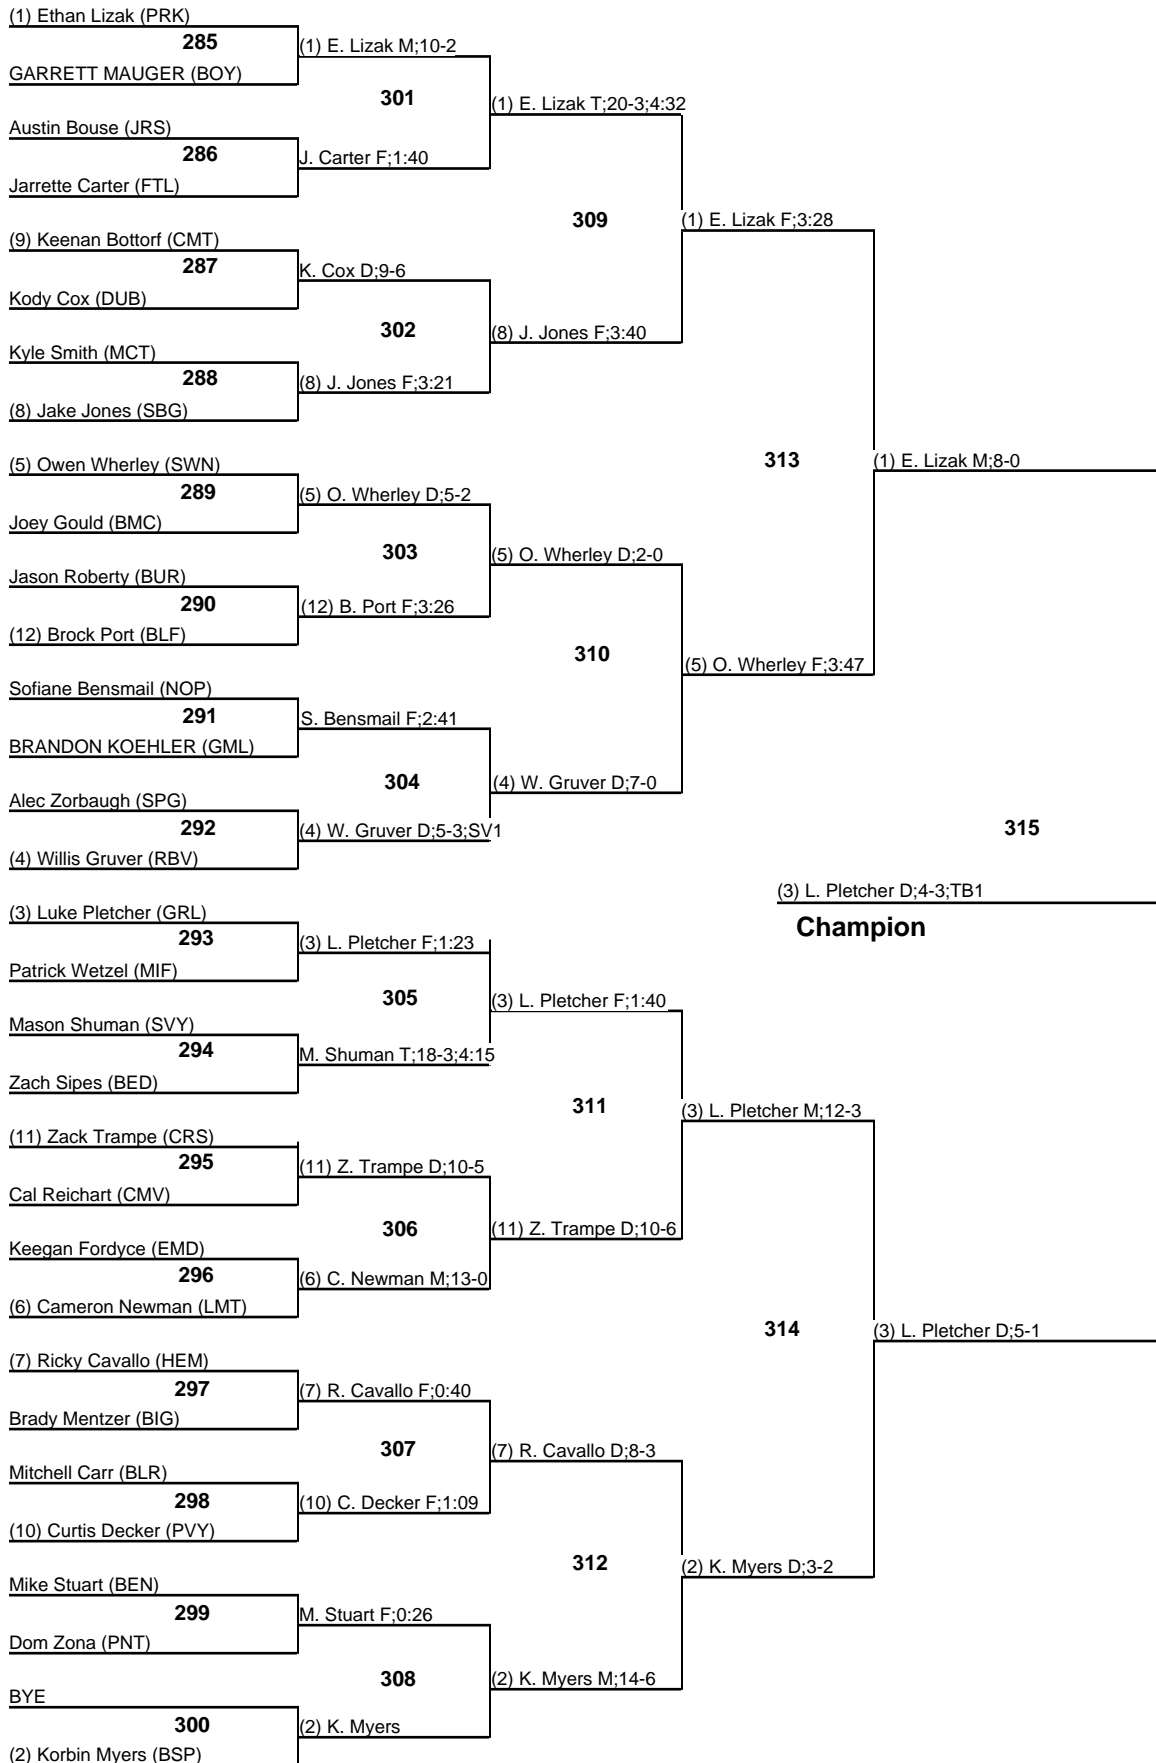 (1) Ethan Lizak (PRK)
285
(1) E. Lizak M;10-2
GARRETT MAUGER (BOY)
301
(1) E. Lizak T;20-3;4:32
Austin Bouse (JRS)
286
J. Carter F;1:40
Jarrette Carter (FTL)
309
(1) E. Lizak F;3:28
(9) Keenan Bottorf (CMT)
287
K. Cox D;9-6
Kody Cox (DUB)
302
(8) J. Jones F;3:40
Kyle Smith (MCT)
288
(8) J. Jones F;3:21
(8) Jake Jones (SBG)
313
(1) E. Lizak M;8-0
(5) Owen Wherley (SWN)
289
(5) O. Wherley D;5-2
Joey Gould (BMC)
303
(5) O. Wherley D;2-0
Jason Roberty (BUR)
290
(12) B. Port F;3:26
(12) Brock Port (BLF)
310
(5) O. Wherley F;3:47
Sofiane Bensmail (NOP)
291
S. Bensmail F;2:41
BRANDON KOEHLER (GML)
304
(4) W. Gruver D;7-0
Alec Zorbaugh (SPG)
292
(4) W. Gruver D;5-3;SV1
315
(4) Willis Gruver (RBV)
(3) L. Pletcher D;4-3;TB1
Champion
(3) Luke Pletcher (GRL)
293
(3) L. Pletcher F;1:23
Patrick Wetzel (MIF)
305
(3) L. Pletcher F;1:40
Mason Shuman (SVY)
294
M. Shuman T;18-3;4:15
Zach Sipes (BED)
311
(3) L. Pletcher M;12-3
(11) Zack Trampe (CRS)
295
(11) Z. Trampe D;10-5
Cal Reichart (CMV)
306
(11) Z. Trampe D;10-6
Keegan Fordyce (EMD)
296
(6) C. Newman M;13-0
(6) Cameron Newman (LMT)
314
(3) L. Pletcher D;5-1
(7) Ricky Cavallo (HEM)
297
(7) R. Cavallo F;0:40
Brady Mentzer (BIG)
307
(7) R. Cavallo D;8-3
Mitchell Carr (BLR)
298
(10) C. Decker F;1:09
(10) Curtis Decker (PVY)
312
(2) K. Myers D;3-2
Mike Stuart (BEN)
299
M. Stuart F;0:26
Dom Zona (PNT)
308
(2) K. Myers M;14-6
BYE
300
(2) K. Myers
(2) Korbin Myers (BSP)